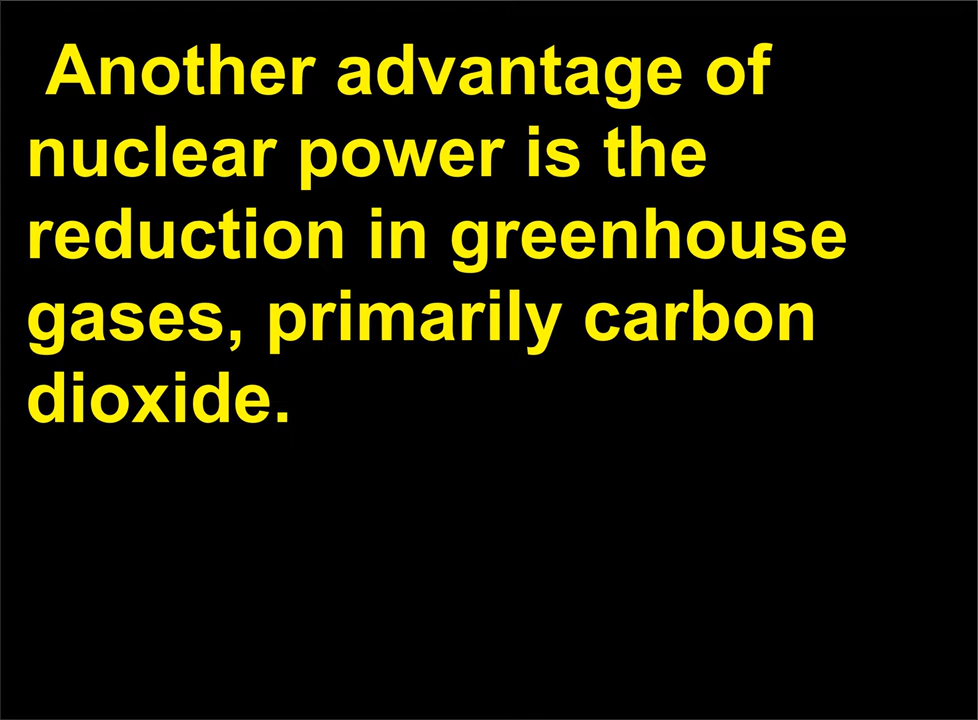 Another advantage of
nuclear power is the
reduction in greenhouse
gases, primarily carbon
dioxide.